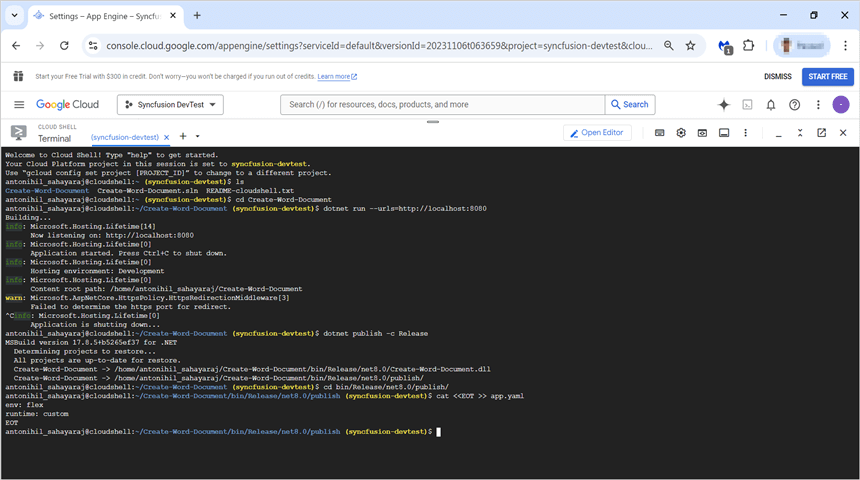 Settings – App Engine – Syncfu
console.cloud.google.com/appengine/settings?serviceId=default&versionId=20231106t063659&project=syncfusion-devtest&clou...
1
Start your Free Trial with $300 in credit. Don't worry—you won't be charged if you run out of credits. Learn more
DISMISS
START FREE
Google Cloud
Syncfusion DevTest
Search (/) for resources, docs, products, and more
Search
CLOUD SHELL
Terminal
(syncfusion-devtest)
Open Editor
Welcome to Cloud Shell! Type "help" to get started.
Your Cloud Platform project in this session is set to syncfusion-devtest.
Use "gcloud config set project [PROJECT_ID]" to change to a different project.
antonihil_sahayaraj@cloudshell:~ (syncfusion-devtest)$ ls
Create-Word-Document  Create-Word-Document.sln  README-cloudshell.txt
antonihil_sahayaraj@cloudshell:~ (syncfusion-devtest)$ cd Create-Word-Document
antonihil_sahayaraj@cloudshell:~/Create-Word-Document (syncfusion-devtest)$ dotnet run --urls=http://localhost:8080
Building...
info: Microsoft.Hosting.Lifetime[14]
Now listening on: http://localhost:8080
info: Microsoft.Hosting.Lifetime[0]
Application started. Press Ctrl+C to shut down.
info: Microsoft.Hosting.Lifetime[0]
Hosting environment: Development
info: Microsoft.Hosting.Lifetime[0]
Content root path: /home/antonihil_sahayaraj/Create-Word-Document
warn: Microsoft.AspNetCore.HttpsPolicy.HttpsRedirectionMiddleware[3]
Failed to determine the https port for redirect.
^Cinfo: Microsoft.Hosting.Lifetime[0]
Application is shutting down...
antonihil_sahayaraj@cloudshell:~/Create-Word-Document (syncfusion-devtest)$ dotnet publish -c Release
MSBuild version 17.8.5+b5265ef37 for .NET
Determining projects to restore...
All projects are up-to-date for restore.
Create-Word-Document -> /home/antonihil_sahayaraj/Create-Word-Document/bin/Release/net8.0/Create-Word-Document.dll
Create-Word-Document -> /home/antonihil_sahayaraj/Create-Word-Document/bin/Release/net8.0/publish/
antonihil_sahayaraj@cloudshell:~/Create-Word-Document (syncfusion-devtest)$ cd bin/Release/net8.0/publish/
antonihil_sahayaraj@cloudshell:~/Create-Word-Document/bin/Release/net8.0/publish (syncfusion-devtest)$ cat <<EOT >> app.yaml
env: flex
runtime: custom
EOT
antonihil_sahayaraj@cloudshell:~/Create-Word-Document/bin/Release/net8.0/publish (syncfusion-devtest)$